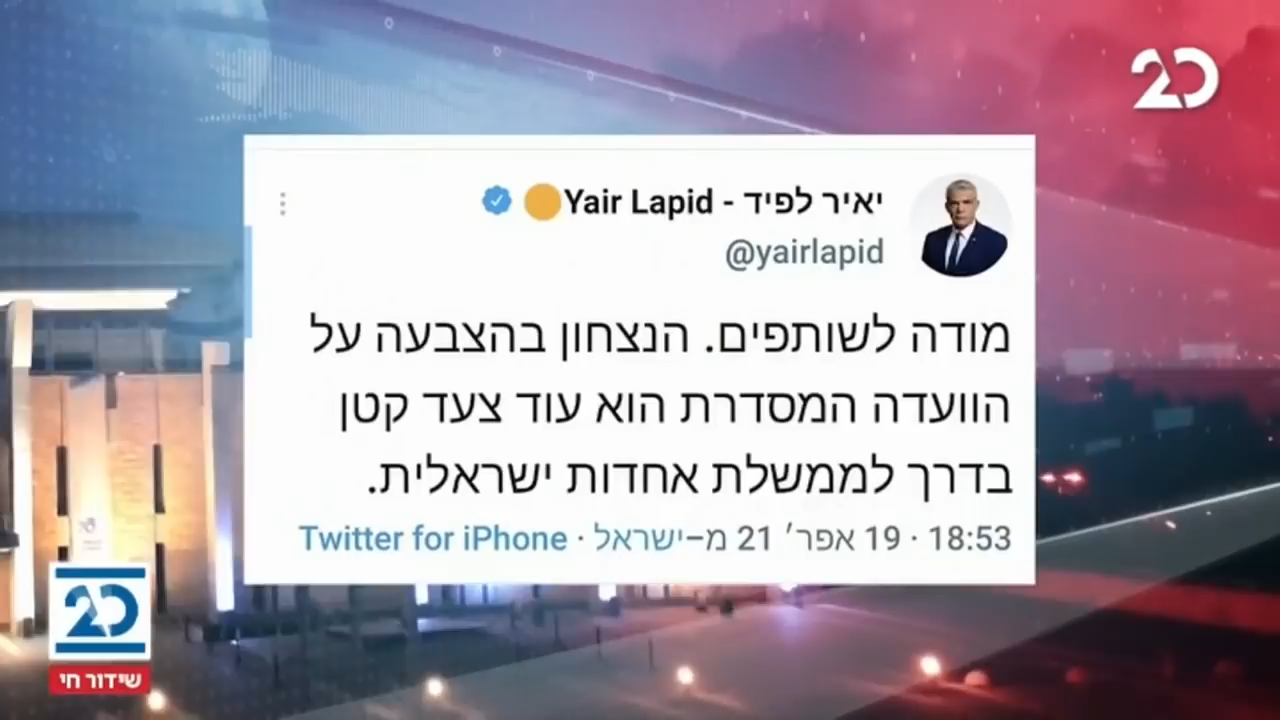 20
יאיר לפיד - Yair Lapid
@yairlapid
מודה לשותפים. הנצחון בהצבעה על
הוועדה המסדרת הוא עוד צעד קטן
בדרך לממשלת אחדות ישראלית.
18:53 · 19 אפר׳ 21 מ–ישראל · Twitter for iPhone
20
שידור חי